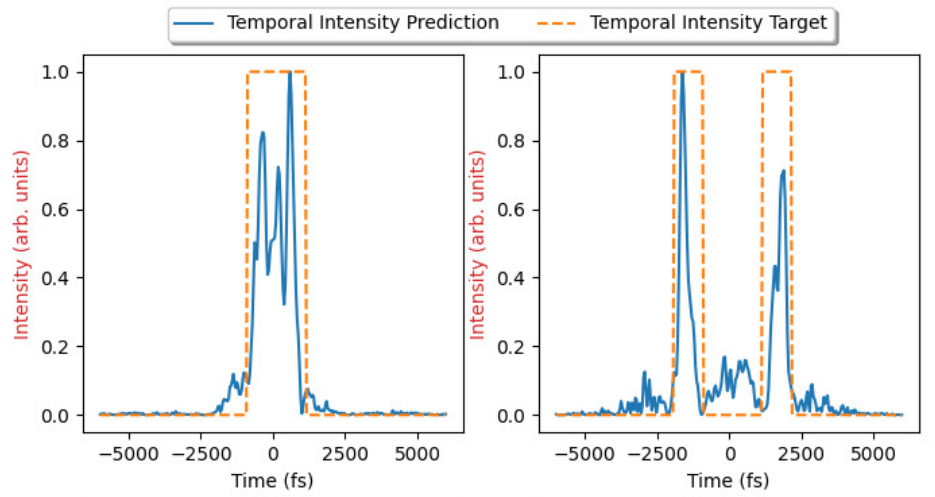 Temporal Intensity Prediction Temporal Intensity Target
1.0 1.0
0.8 0.8
0.6 0.6
0.4 0.4
0.2 0.2
0.0 0.0
Intensity (arb. units) Intensity (arb. units)
−5000 −2500 0 2500 5000 −5000 −2500 0 2500 5000
Time (fs) Time (fs)